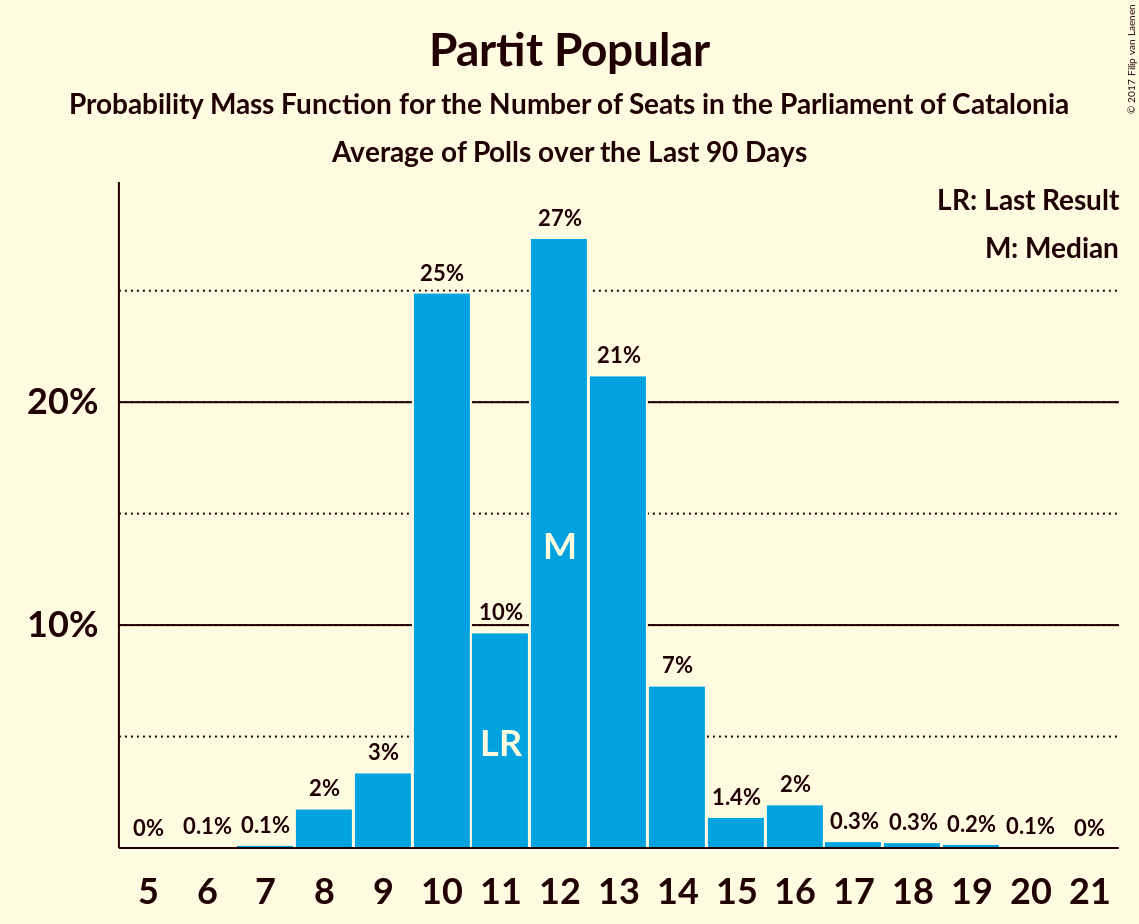 Partit Popular
Probability Mass Function for the Number of Seats in the Parliament of Catalonia
Average of Polls over the Last 90 Days
© 2017 Filip van Laenen
LR: Last Result
M: Median
27%
25%
21%
20%
M
10%
10%
7%
LR
3%
2%
2%
1.4%
0% 0.1% 0.1% 0.3% 0.3% 0.2% 0.1% 0%
5 6 7 8 9 10 11 12 13 14 15 16 17 18 19 20 21